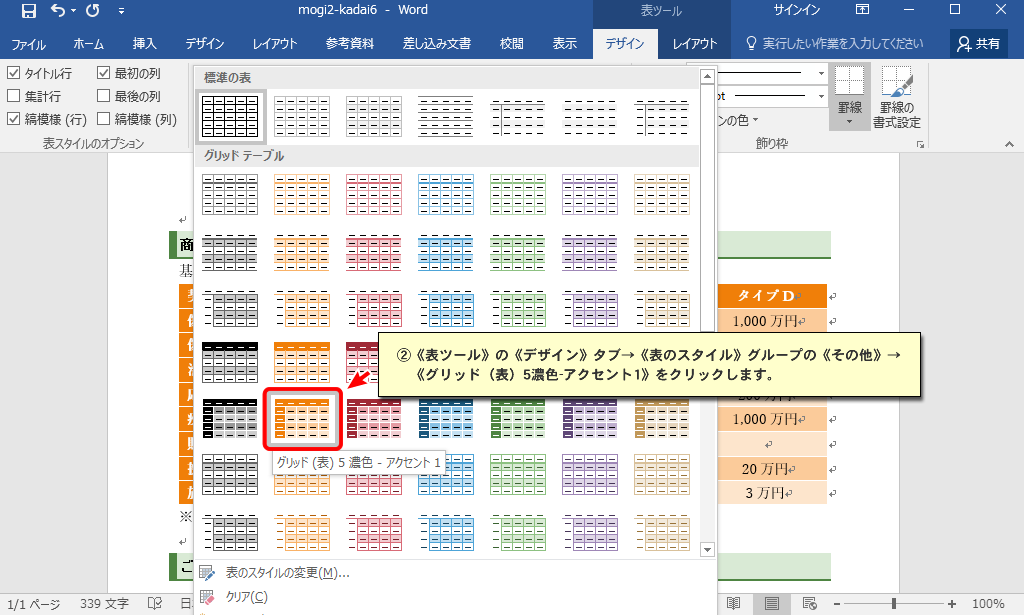 mogi2-kadai6 - Word
表ツール
サインイン
ファイル ホーム 挿入 デザイン レイアウト 参考資料 差し込み文書 校閲 表示 デザイン レイアウト 実行したい作業を入力してください 共有
タイトル行 最初の列
集計行 最後の列
縞模様 (行) 縞模様 (列)
表スタイルのオプション
標準の表
グリッド テーブル
pt
ンの色
罫線
罫線の
書式設定
飾り枠
商
基
タイプ D
1,000 万円
②《表ツール》の《デザイン》タブ→《表のスタイル》グループの《その他》→
《グリッド（表）5濃色-アクセント1》をクリックします。
200 万円
1,000 万円
グリッド (表) 5 濃色 - アクセント 1
20 万円
3 万円
※
ご
表のスタイルの変更(M)...
クリア(C)
1/1 ページ 339 文字 日
100%